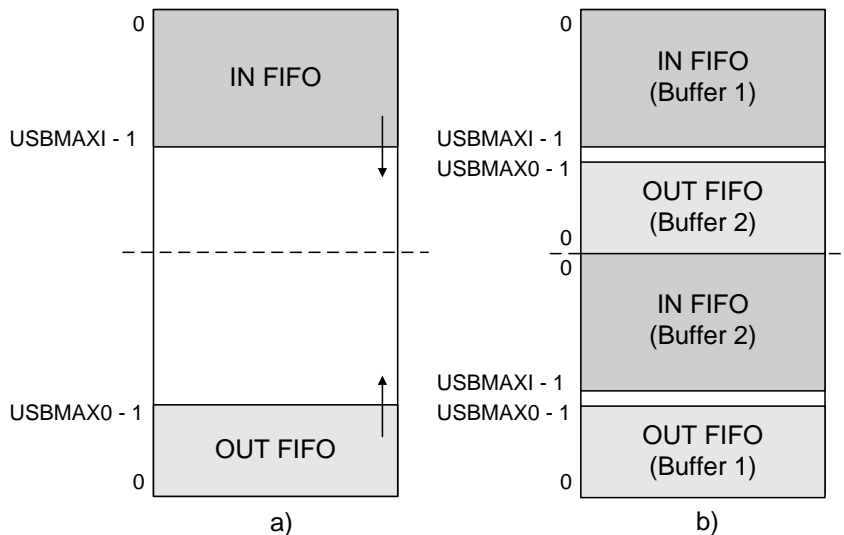 0
IN FIFO
USBMAXI - 1
USBMAX0 - 1
OUT FIFO
0
a)
0
IN FIFO
(Buffer 1)
USBMAXI - 1
USBMAX0 - 1
OUT FIFO
(Buffer 2)
0
0
IN FIFO
(Buffer 2)
USBMAXI - 1
USBMAX0 - 1
OUT FIFO
(Buffer 1)
0
b)